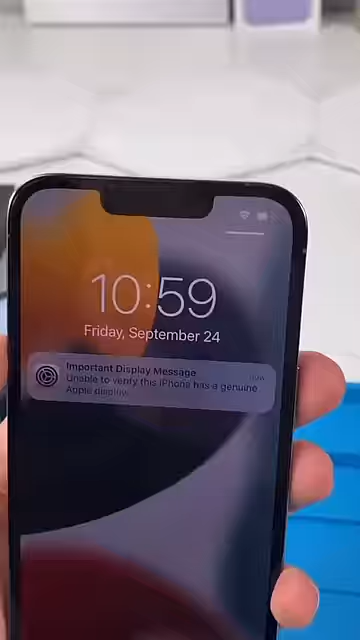 10:59
Friday, September 24
Important Display Message
Unable to verify this iPhone has a genuine
Apple display.